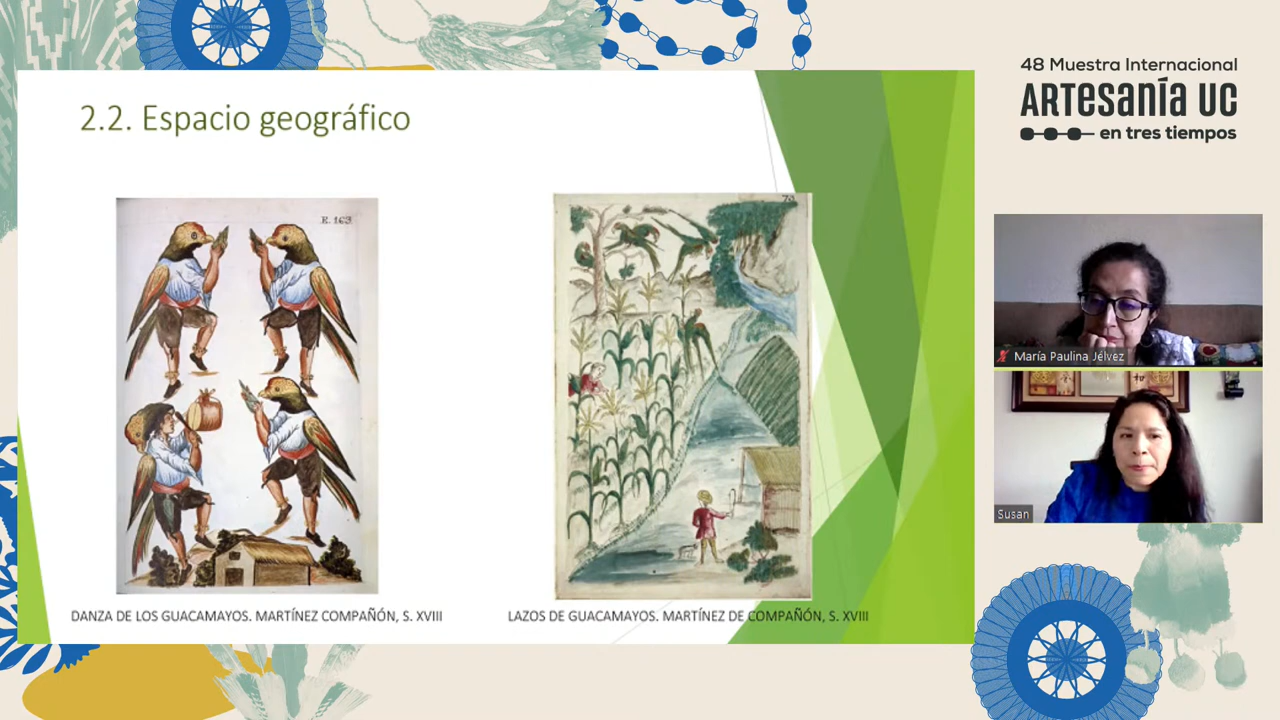 2.2. Espacio geográfico
E. 163
DANZA DE LOS GUACAMAYOS. MARTÍNEZ COMPAÑÓN, S. XVIII
LAZOS DE GUACAMAYOS. MARTÍNEZ DE COMPAÑÓN, S. XVIII
48 Muestra Internacional
ARTesanía UC
en tres tiempos
María Paulina Jélvez
Susan